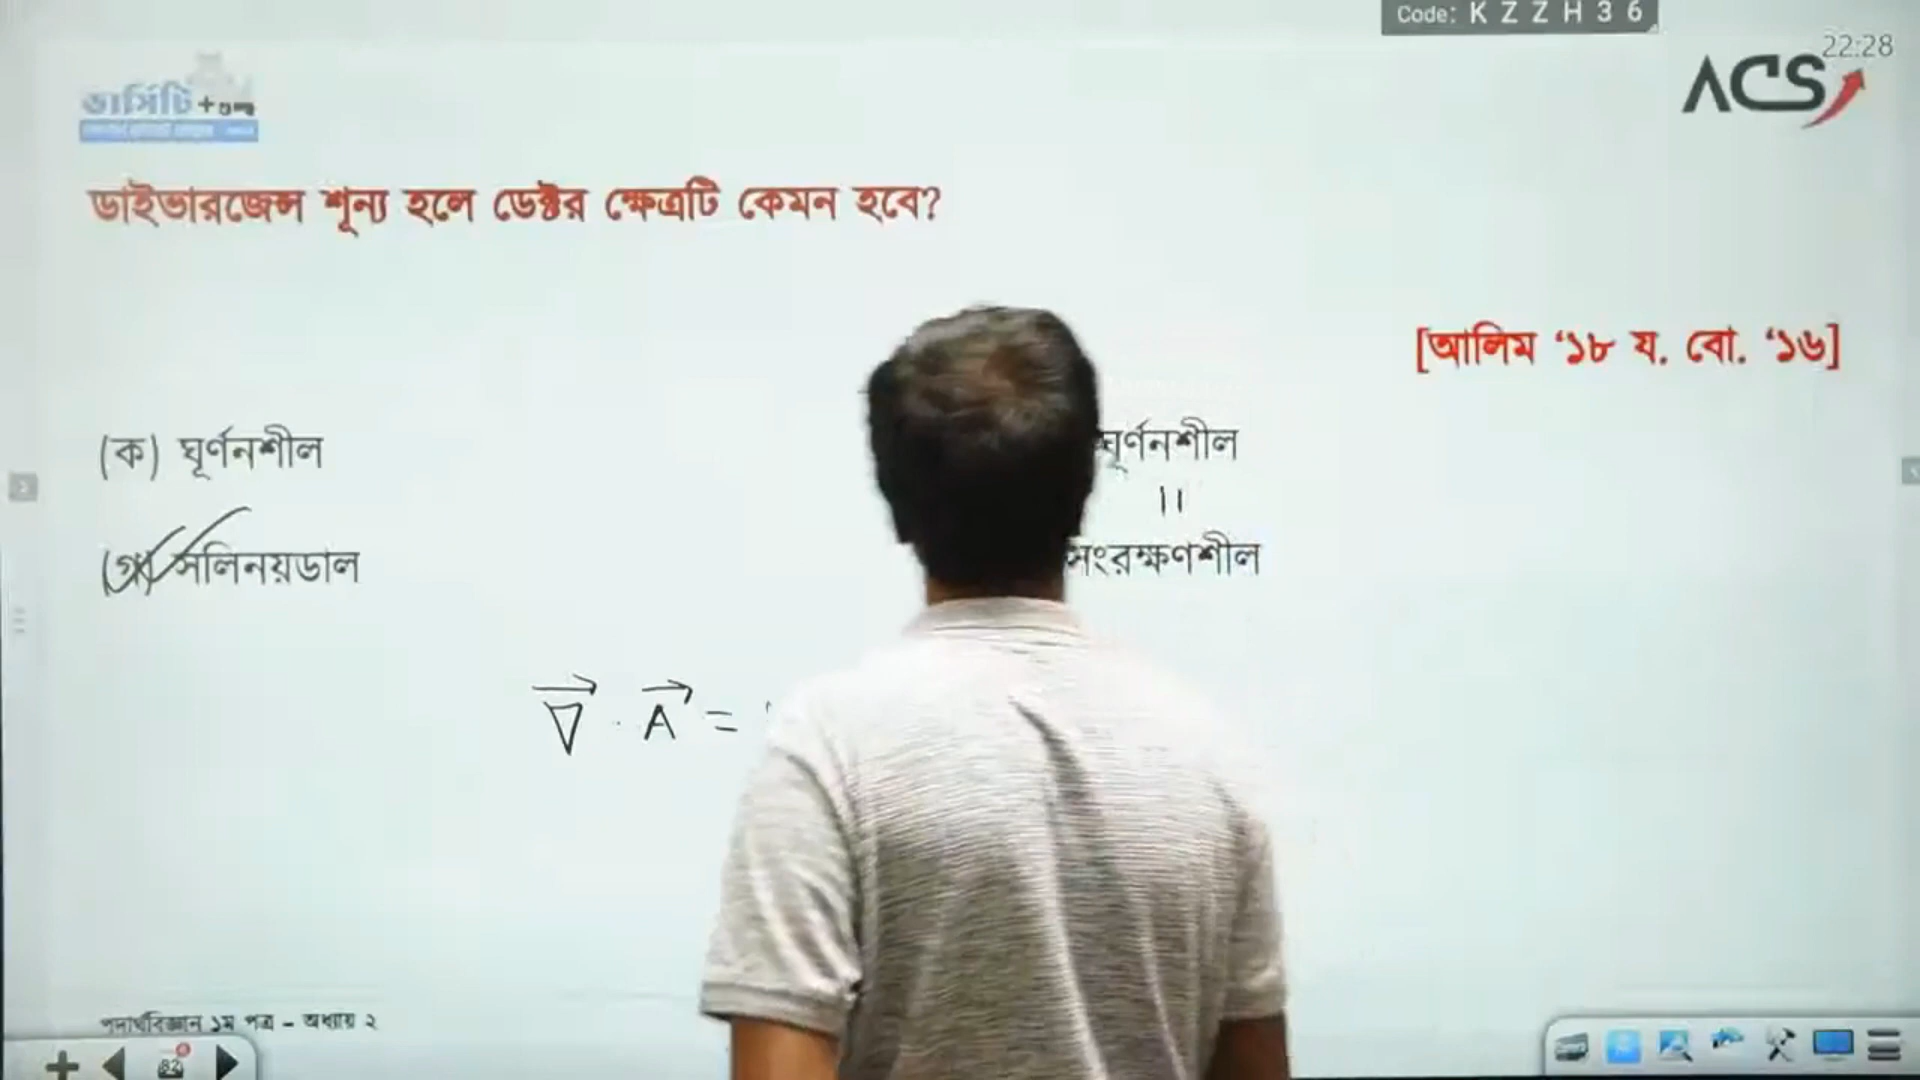 Code: K Z Z H 3 6
22:28
ACS
ভার্সিটি +
ডাইভারজেন্স শূন্য হলে ভেক্টর ক্ষেত্রটি কেমন হবে?
[আলিম ‘১৮ য. বো. ‘১৬]
(ক) ঘূর্ণনশীল
ঘূর্ণনশীল
(গ) সলিনয়ডাল
সংরক্ষণশীল
∇⃗ · A⃗ =
পদার্থবিজ্ঞান ১ম পত্র – অধ্যায় ২
82